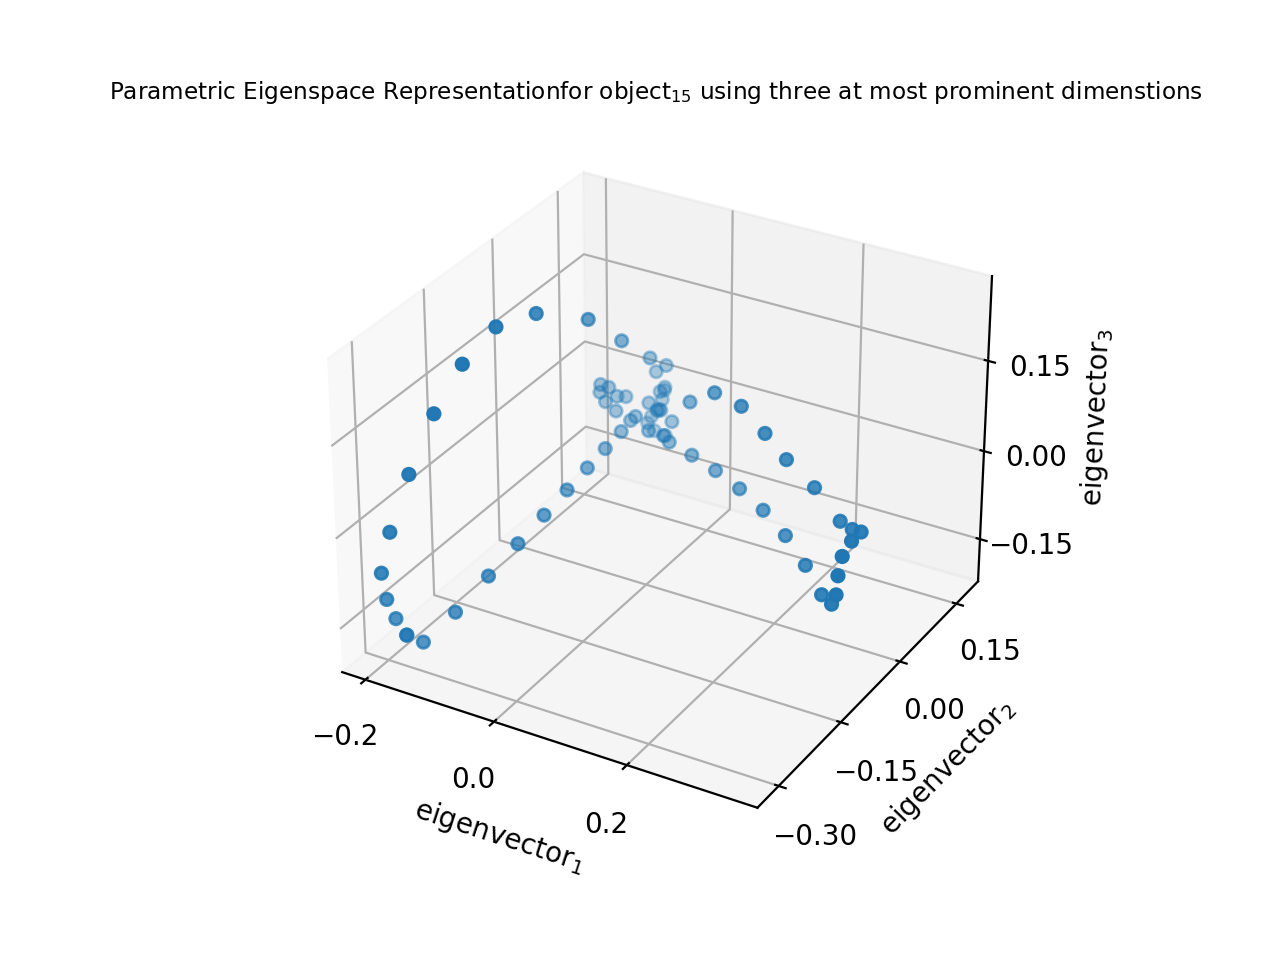 Parametric Eigenspace Representationfor object₁₅ using three at most prominent dimenstions
eigenvector₃
0.15
0.00
−0.15
0.15
0.00
−0.15
−0.30
eigenvector₂
−0.2
0.0
0.2
eigenvector₁